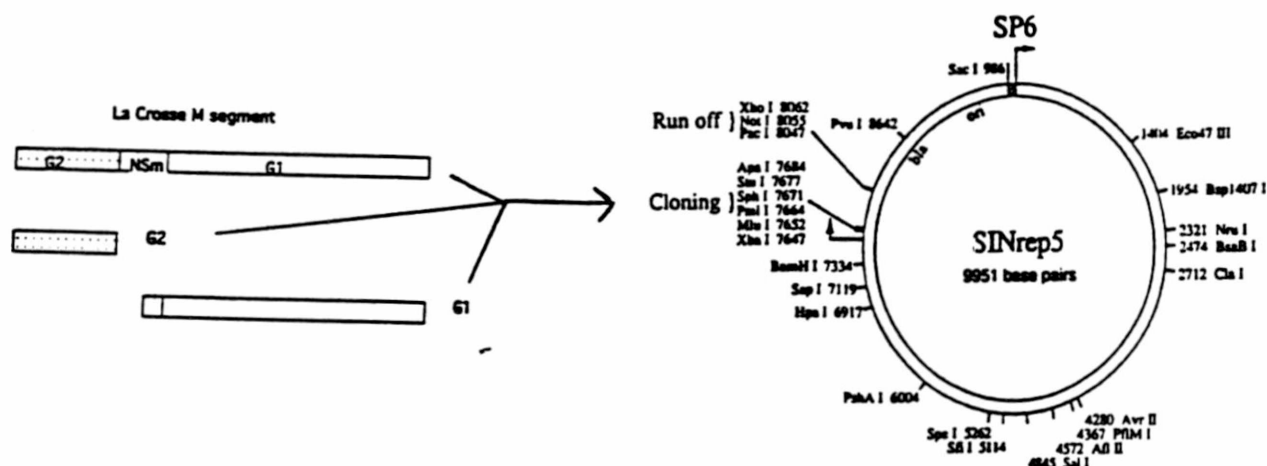 La Crosse M segment
G2 NSm G1
G2
G1
SP6
Sac I 9861
Run off }
Xho I 8062
Not I 8055
Pac I 8047
Pvu I 8642
ori
bla
1404 Eco47 III
Cloning }
Apa I 7684
Sph I 7671
Pml I 7664
Mlu I 7652
Xba I 7647
1954 Bsp1407 I
2321 Nru I
2474 BsaB I
2712 Cla I
SINrep5
9951 base pairs
BamH I 7334
Sap I 7119
Hpa I 6917
PshA I 6004
Spe I 5262
Sfi I 5114
4280 Avr II
4367 PflM I
4572 Afl II
4845 Sal I